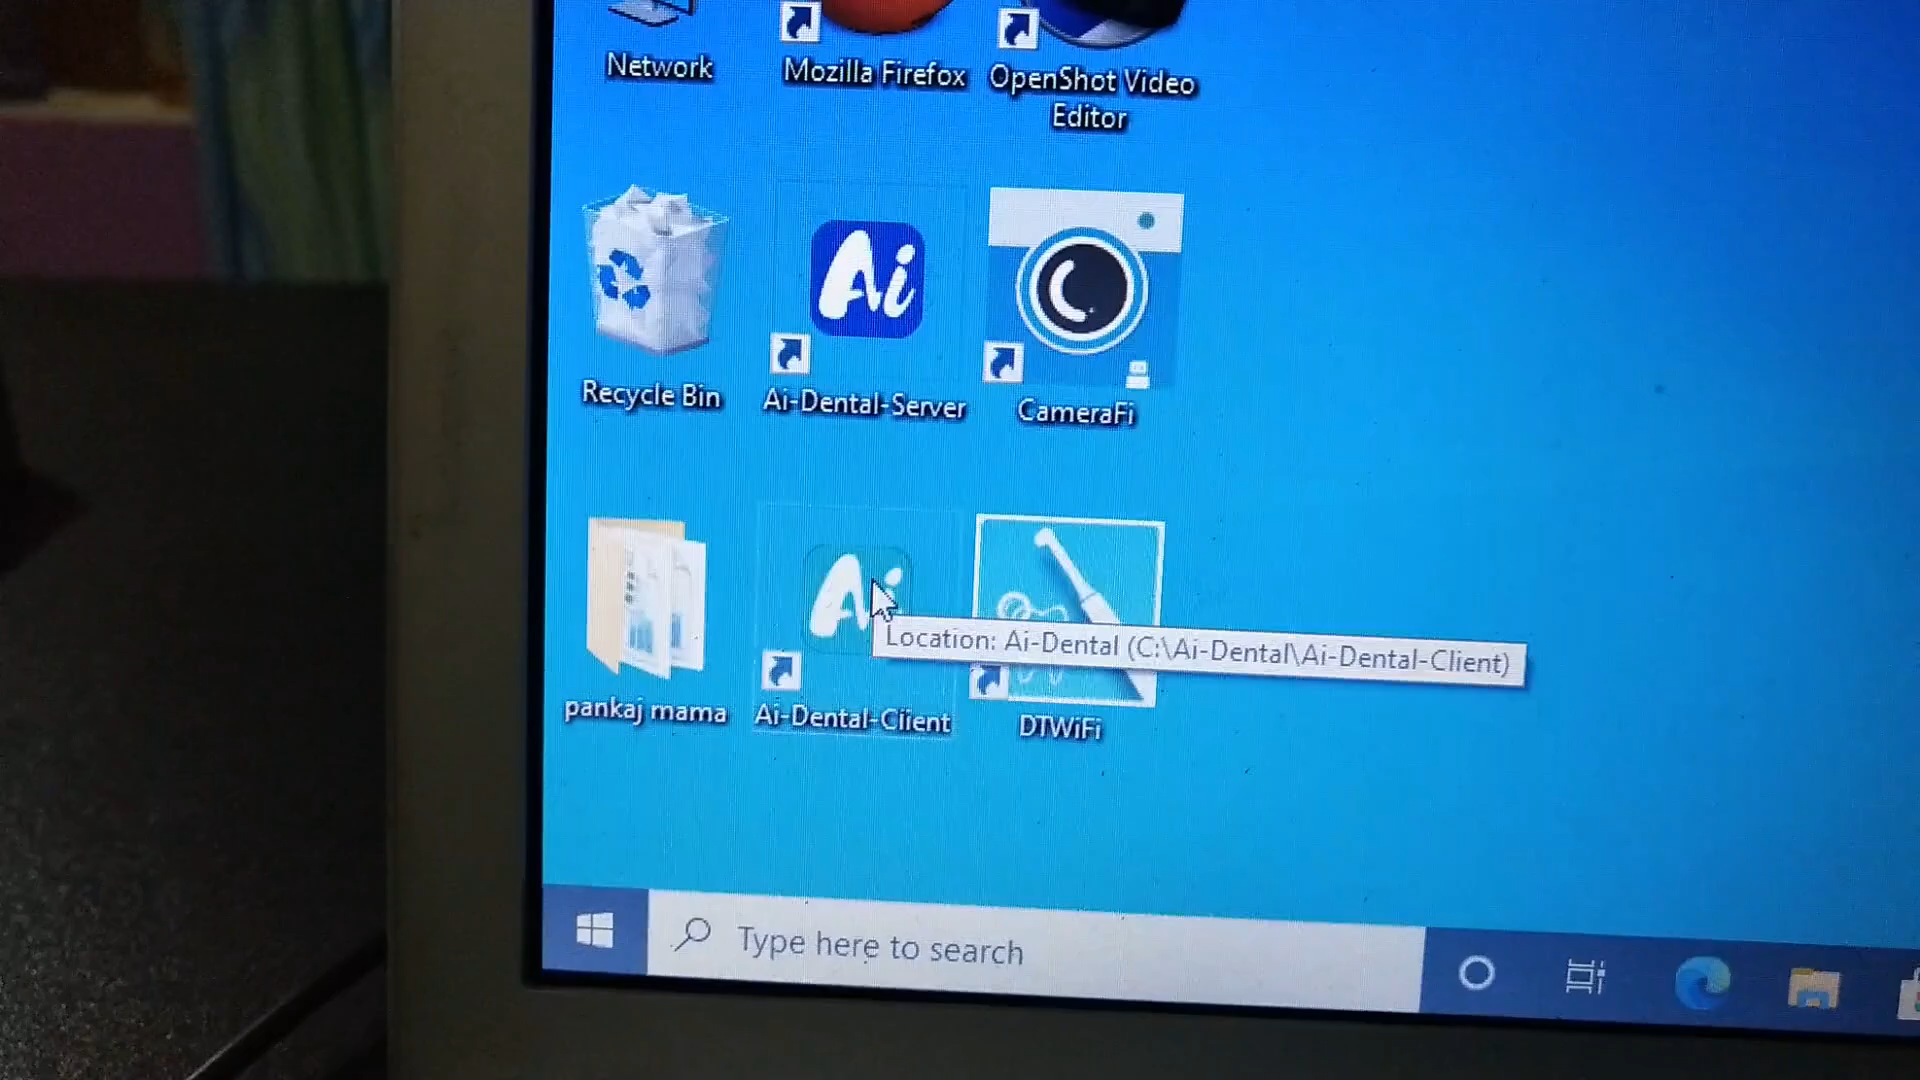 Network
Mozilla Firefox
OpenShot Video
Editor
Ai
Recycle Bin
Ai-Dental-Server
CameraFi
Ai
Location: Ai-Dental (C:\Ai-Dental\Ai-Dental-Client)
pankaj mama
Ai-Dental-Client
DTWiFi
Type here to search